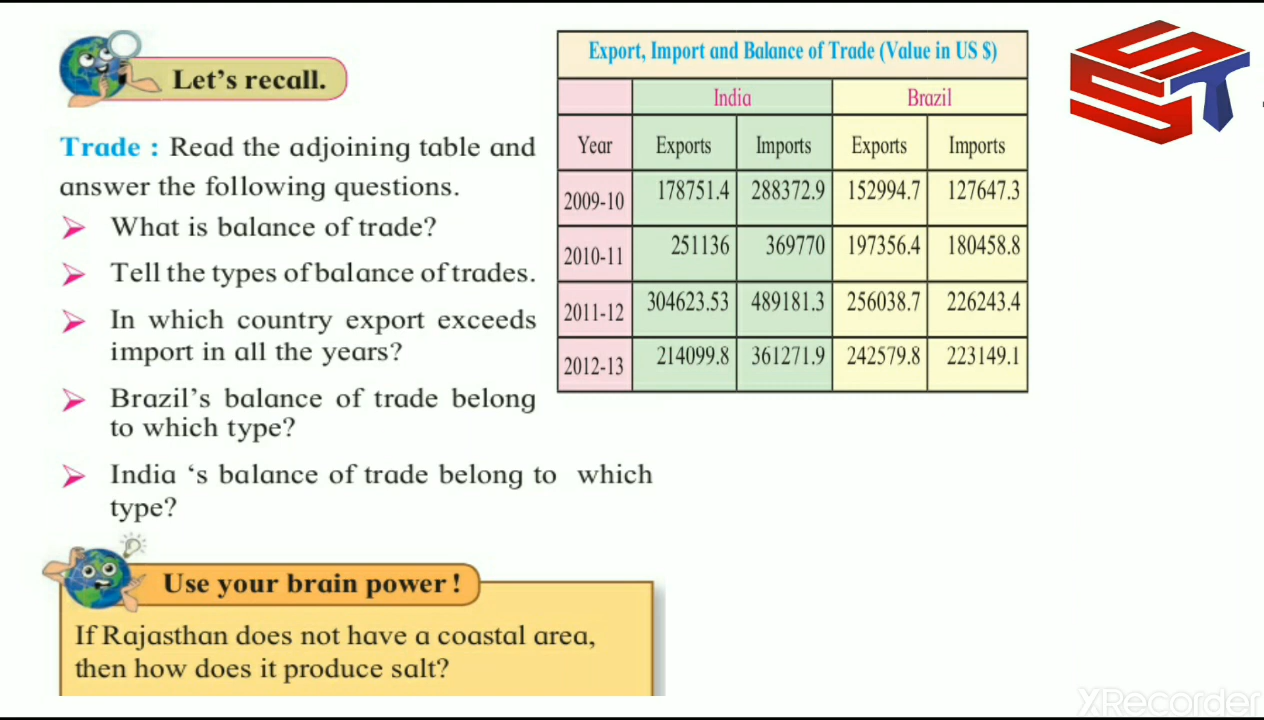 Let's recall.
Trade : Read the adjoining table and
answer the following questions.
➢ What is balance of trade?
➢ Tell the types of balance of trades.
➢ In which country export exceeds
import in all the years?
➢ Brazil's balance of trade belong
to which type?
➢ India ‘s balance of trade belong to which
type?
Export, Import and Balance of Trade (Value in US $)
India Brazil
Year Exports Imports Exports Imports
2009-10 178751.4 288372.9 152994.7 127647.3
2010-11 251136 369770 197356.4 180458.8
2011-12 304623.53 489181.3 256038.7 226243.4
2012-13 214099.8 361271.9 242579.8 223149.1
Use your brain power !
If Rajasthan does not have a coastal area,
then how does it produce salt?
SST
XRecorder